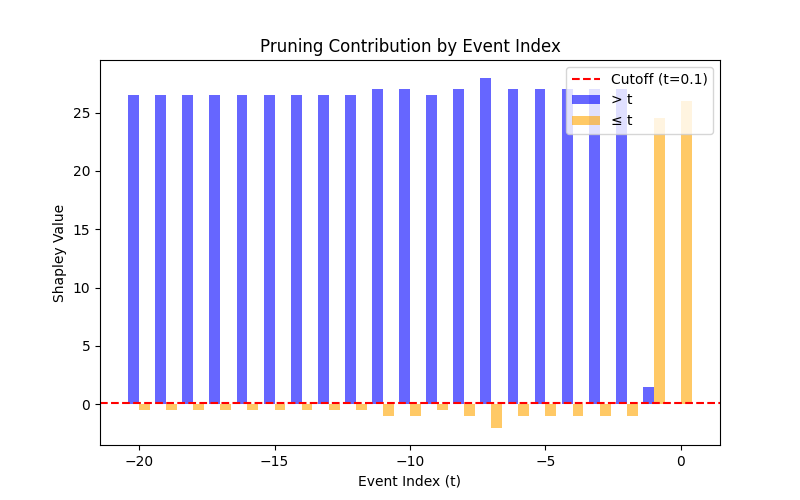 Pruning Contribution by Event Index
Cutoff (t=0.1)
> t
≤ t
Shapley Value
25
20
15
10
5
0
−20
−15
−10
−5
0
Event Index (t)